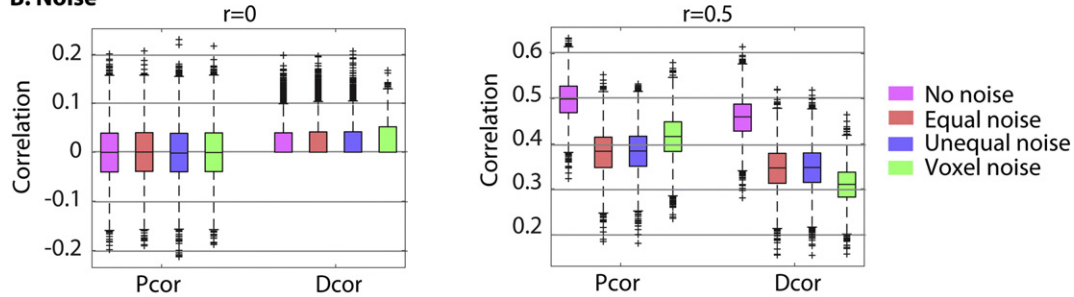 B. Noise
r=0
Correlation
0.2
0.1
0
-0.1
-0.2
Pcor
Dcor
r=0.5
Correlation
0.6
0.5
0.4
0.3
0.2
Pcor
Dcor
No noise
Equal noise
Unequal noise
Voxel noise